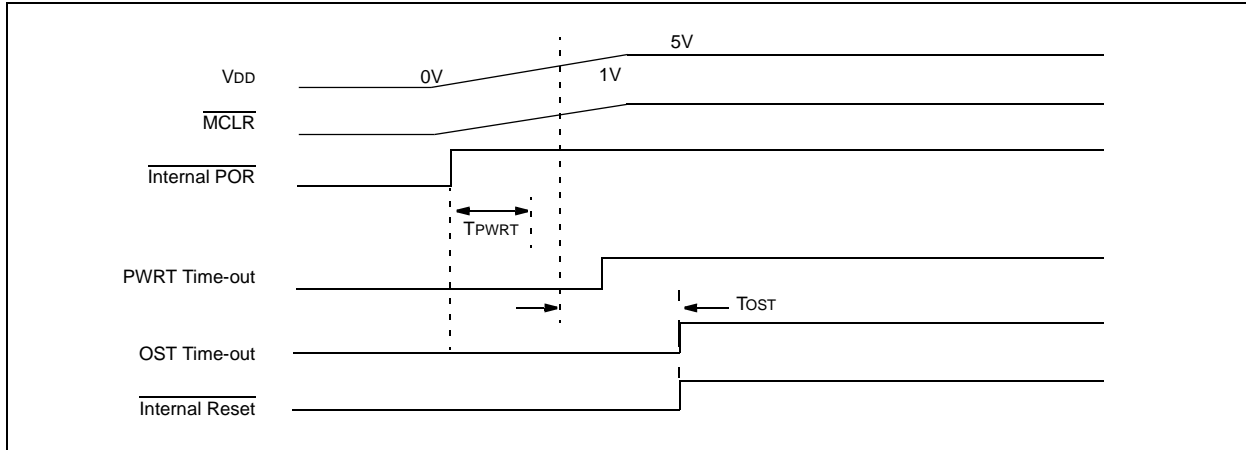 5V
VDD
0V
1V
MCLR
Internal POR
TPWRT
PWRT Time-out
TOST
OST Time-out
Internal Reset